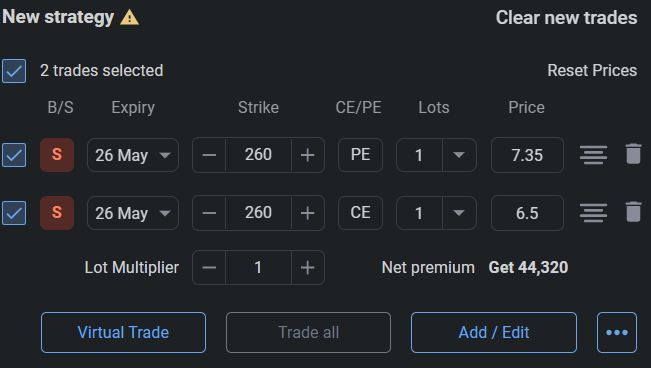 New strategy Clear new trades
2 trades selected Reset Prices
B/S Expiry Strike CE/PE Lots Price
S 26 May — 260 + PE 1 7.35
S 26 May — 260 + CE 1 6.5
Lot Multiplier — 1 + Net premium Get 44,320
Virtual Trade Trade all Add / Edit •••